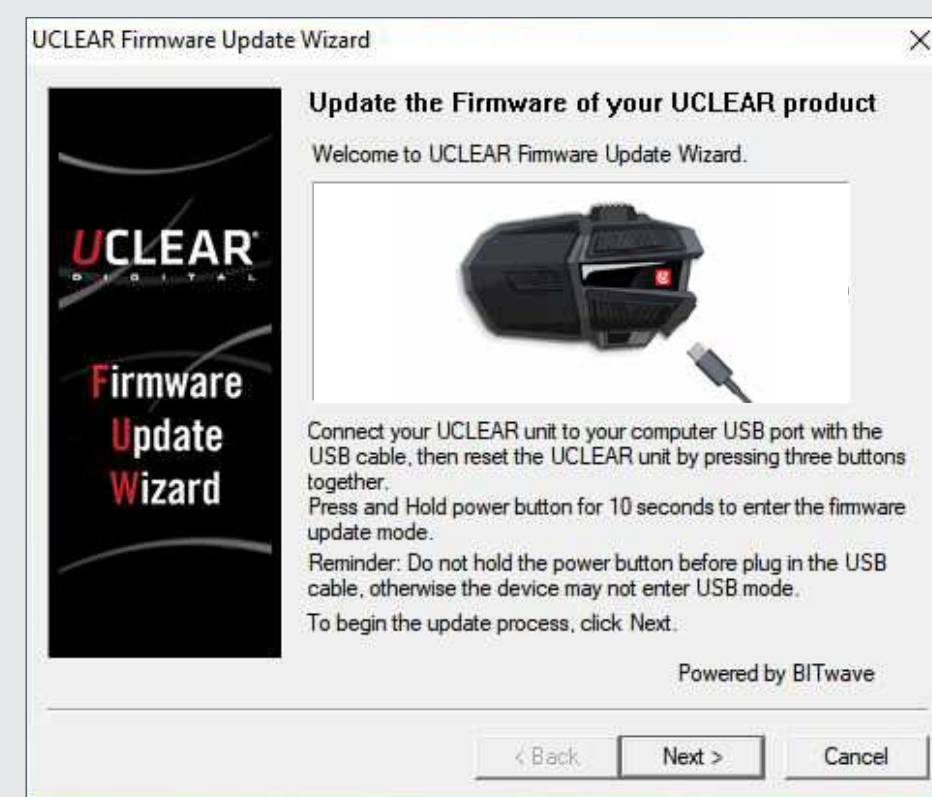 UCLEAR Firmware Update Wizard
UCLEAR
DIGITAL
Firmware
Update
Wizard
Update the Firmware of your UCLEAR product
Welcome to UCLEAR Firmware Update Wizard.
Connect your UCLEAR unit to your computer USB port with the
USB cable, then reset the UCLEAR unit by pressing three buttons
together.
Press and Hold power button for 10 seconds to enter the firmware
update mode.
Reminder: Do not hold the power button before plug in the USB
cable, otherwise the device may not enter USB mode.
To begin the update process, click Next.
Powered by BITwave
< Back
Next >
Cancel